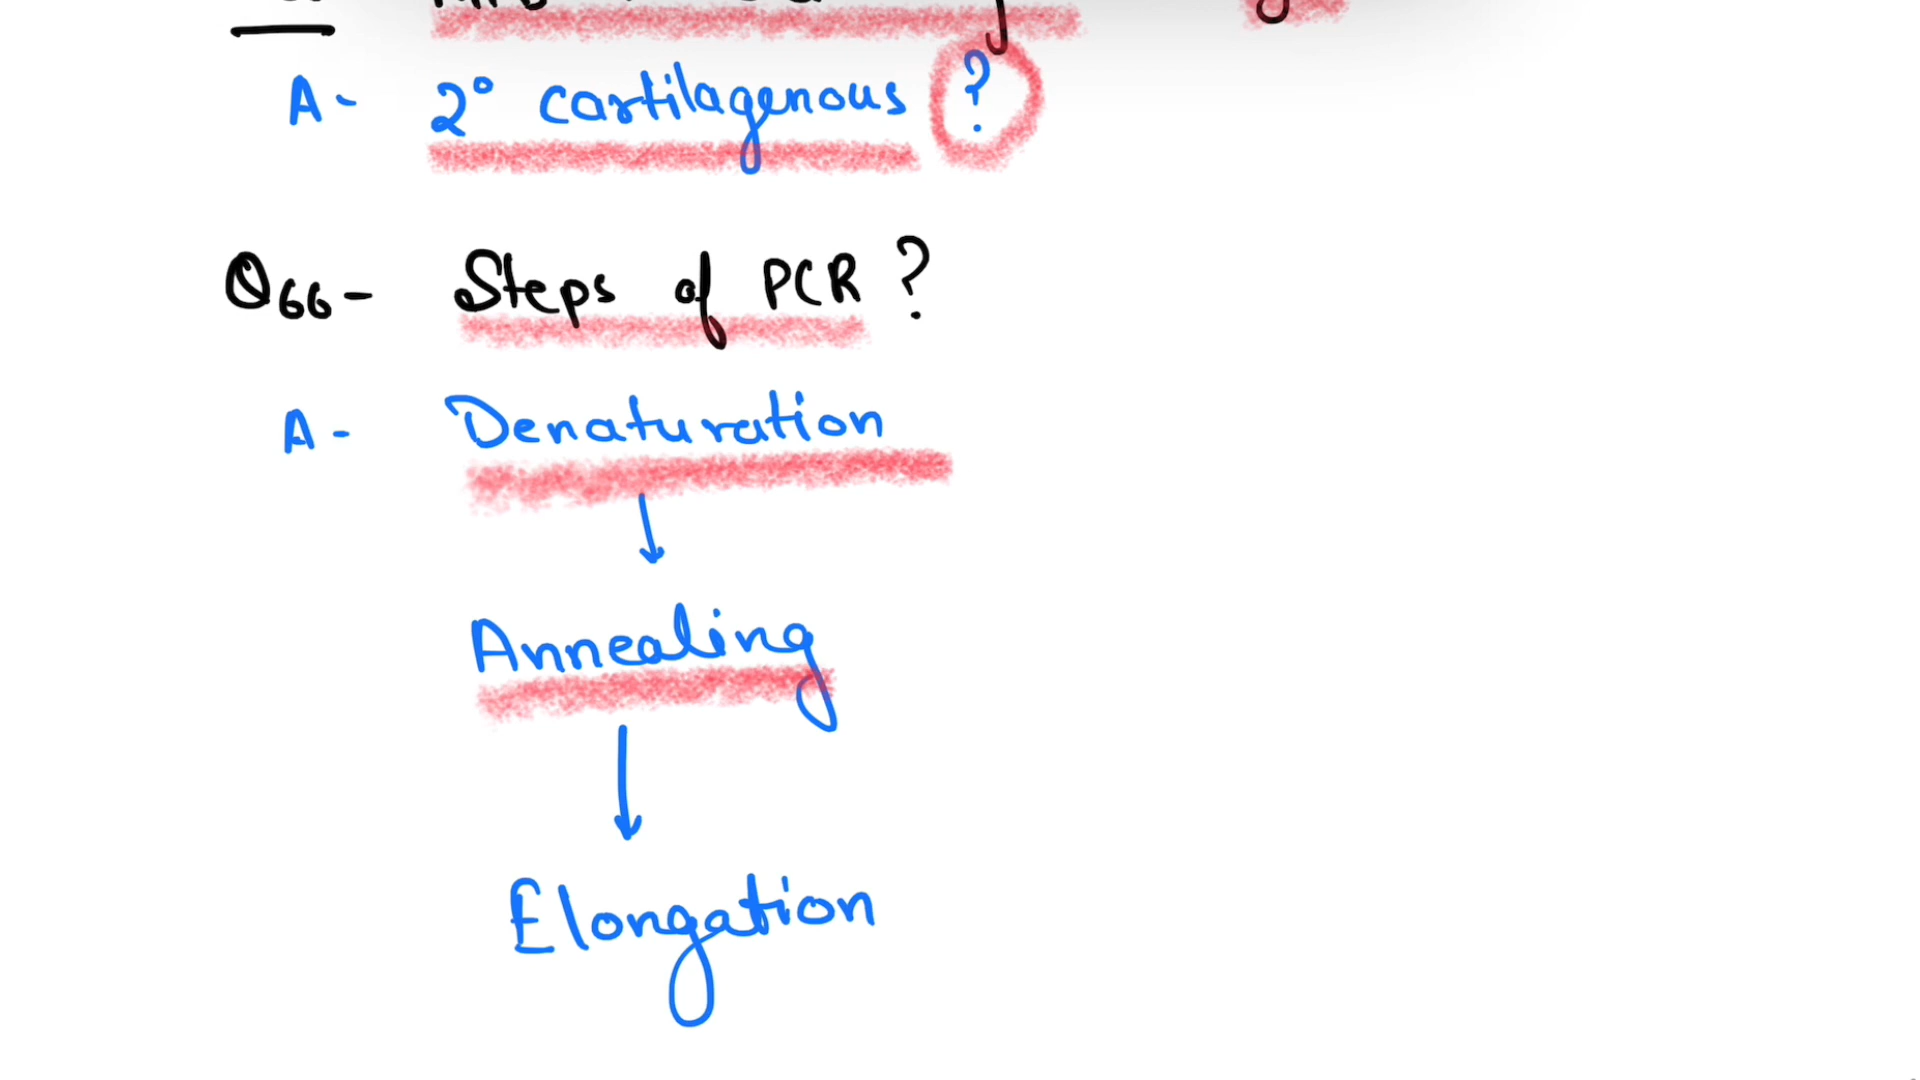 A- 2° cartilagenous ?
Q66- Steps of PCR ?
A- Denaturation
↓
Annealing
↓
Elongation